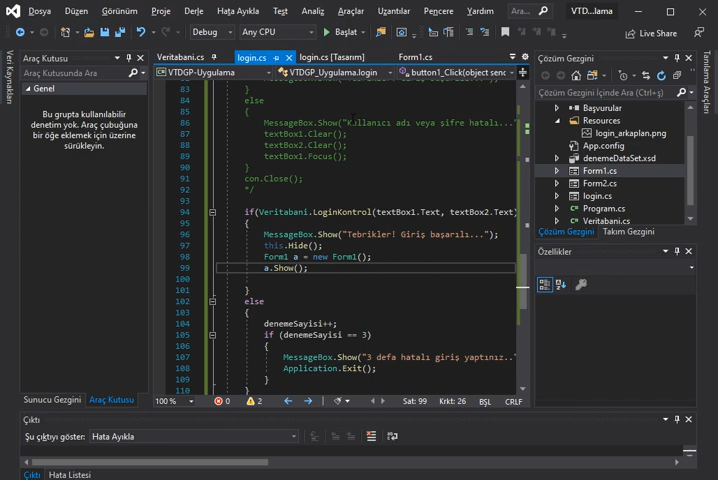 Dosya Düzen Görünüm Proje Derle Hata Ayıkla Test Analiz Araçlar Uzantılar Pencere Yardım Ara... VTD...lama
Debug Any CPU Başlat Live Share
Veri Kaynakları
Araç Kutusu
Araç Kutusunda Ara
Genel
Bu grupta kullanılabilir
denetim yok. Araç çubuğuna
bir öğe eklemek için buraya
sürükleyin.
Sunucu Gezgini Araç Kutusu
Veritabani.cs login.cs login.cs [Tasarım] Form1.cs
VTDGP-Uygulama VTDGP_Uygulama.login button1_Click(object senc
83 }
84 else
85 {
86 MessageBox.Show("Kullanıcı adı veya şifre hatalı..."
87 textBox1.Clear();
88 textBox2.Clear();
89 textBox1.Focus();
90 }
91 con.Close();
92 */
93
94 if(Veritabani.LoginKontrol(textBox1.Text, textBox2.Text)
95 {
96 MessageBox.Show("Tebrikler! Giriş başarılı...");
97 this.Hide();
98 Form1 a = new Form1();
99 a.Show();
100
101 }
102 else
103 {
104 denemeSayisi++;
105 if (denemeSayisi == 3)
106 {
107 MessageBox.Show("3 defa hatalı giriş yaptınız..
108 Application.Exit();
109 }
110 }
100 % 0 2 Sat: 99 Krkt: 26 BŞL CRLF
Çözüm Gezgini
Çözüm Gezgini İçinde Ara (Ctrl+ş)
Başvurular
Resources
login_arkaplan.png
App.config
denemeDataSet.xsd
Form1.cs
Form2.cs
login.cs
Program.cs
Veritabani.cs
Çözüm Gezgini Takım Gezgini
Özellikler
Tanılama Araçları
Çıktı
Şu çıktıyı göster: Hata Ayıkla
Çıktı Hata Listesi